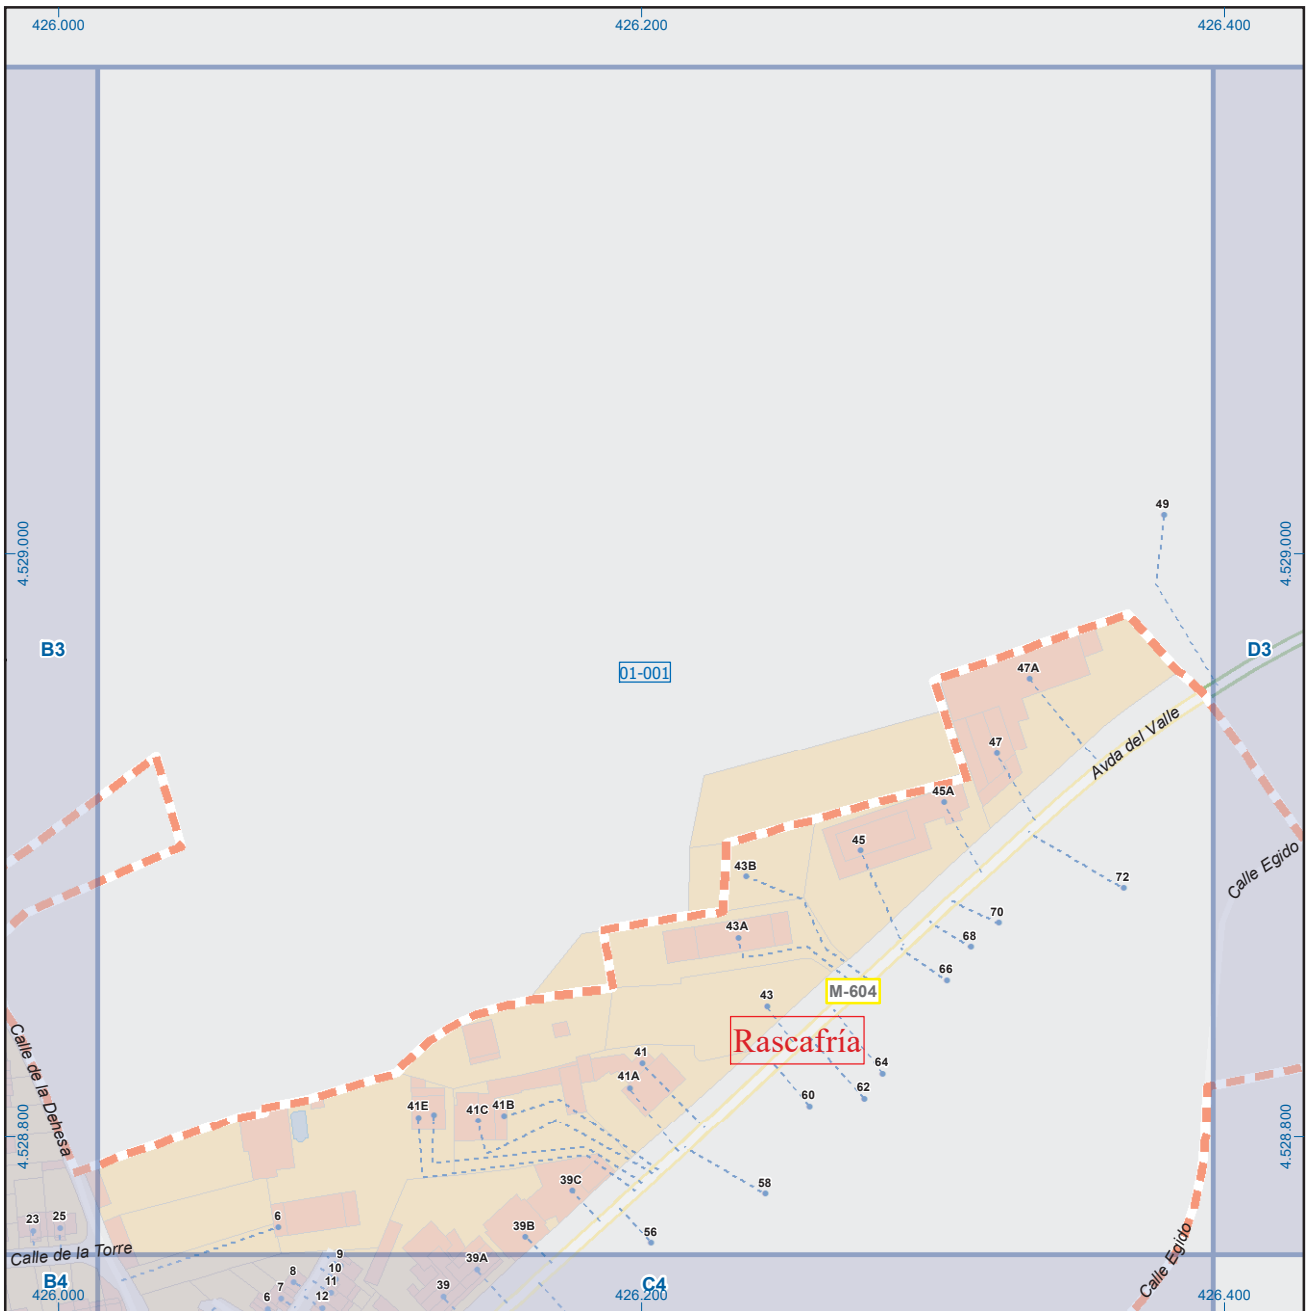 426.000
426.200
426.400
49
4.529.000
4.529.000
B3
D3
01-001
47A
Avda del Valle
47
45A
45
43B
72
Calle Egido
70
43A
68
66
M-604
43
Rascafría
Calle de la Dehesa
41
64
41A
62
60
41E
41C
41B
4.528.800
4.528.800
39C
58
23
25
6
39B
56
Calle de la Torre
9
39A
10
8
11
7
39
12
6
Calle Egido
B4
C4
426.000
426.200
426.400